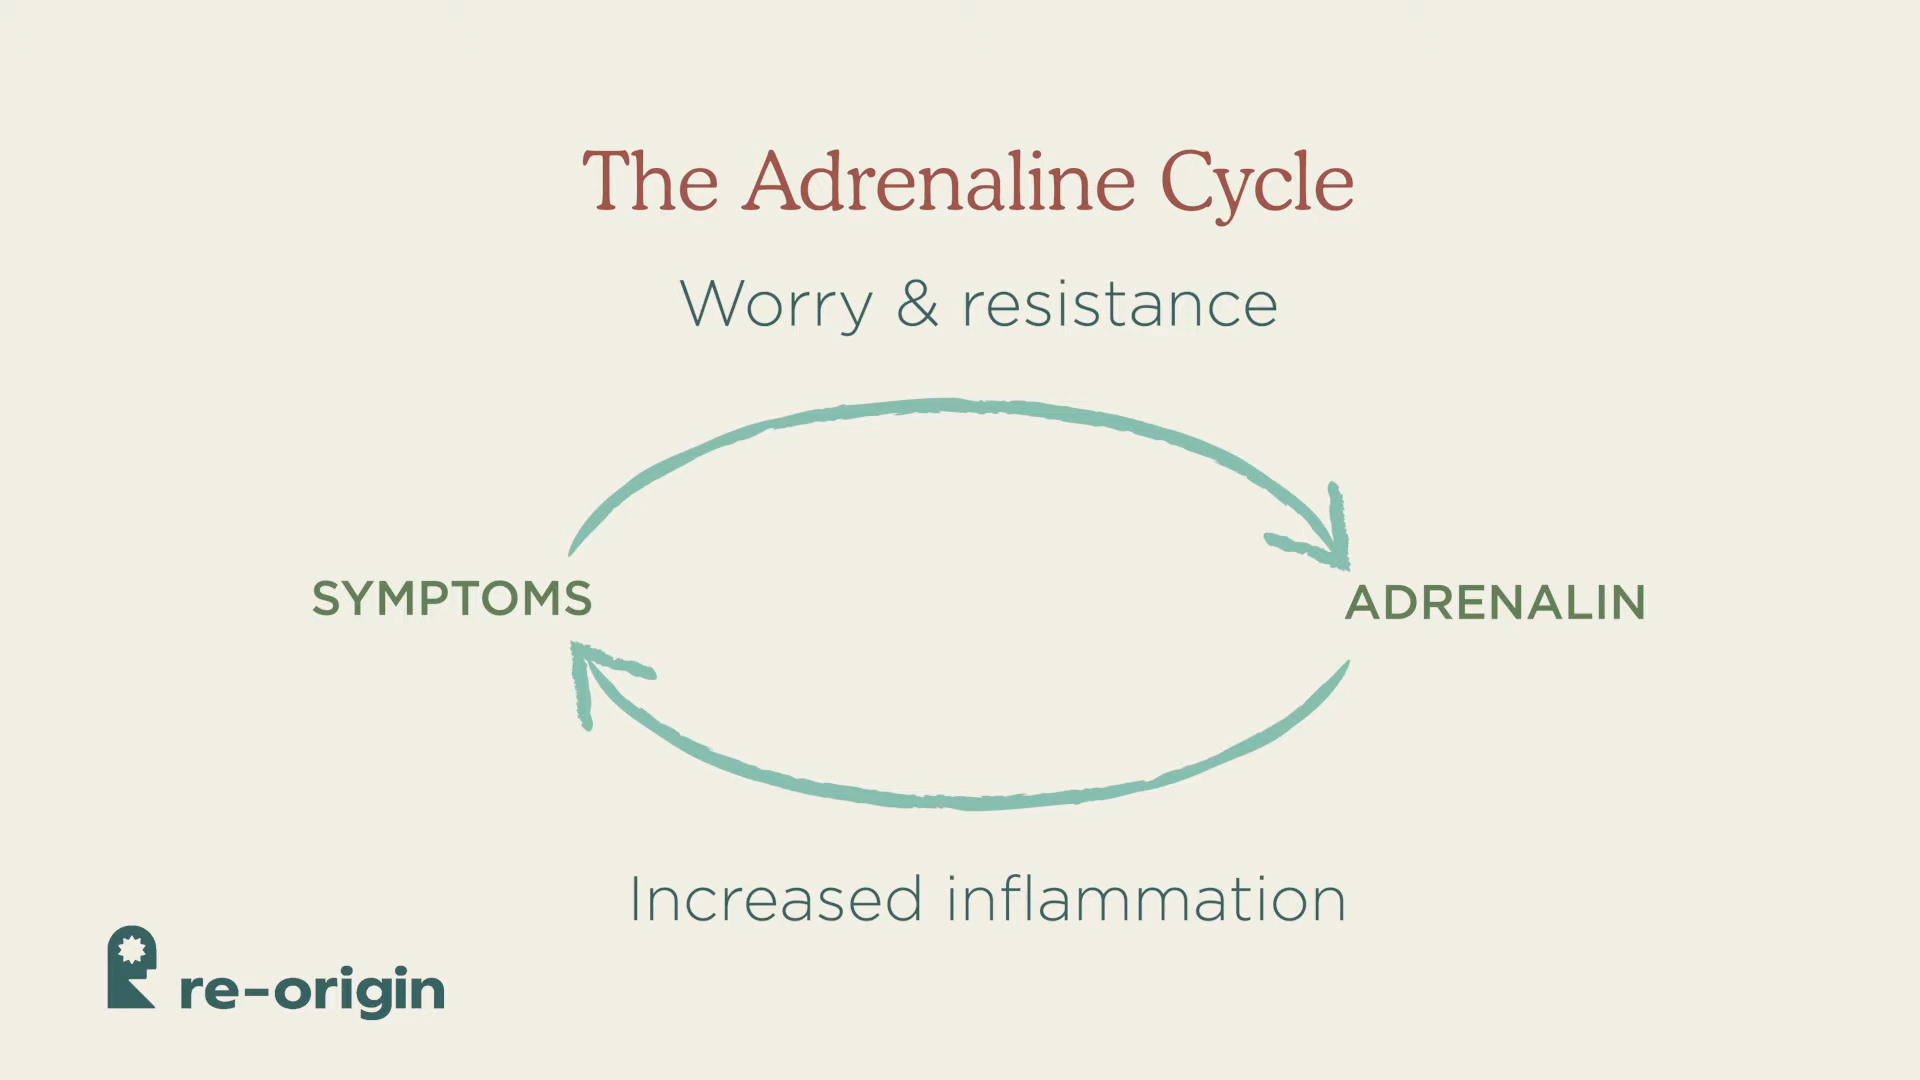 The Adrenaline Cycle
Worry & resistance
SYMPTOMS
ADRENALIN
Increased inflammation
re-origin